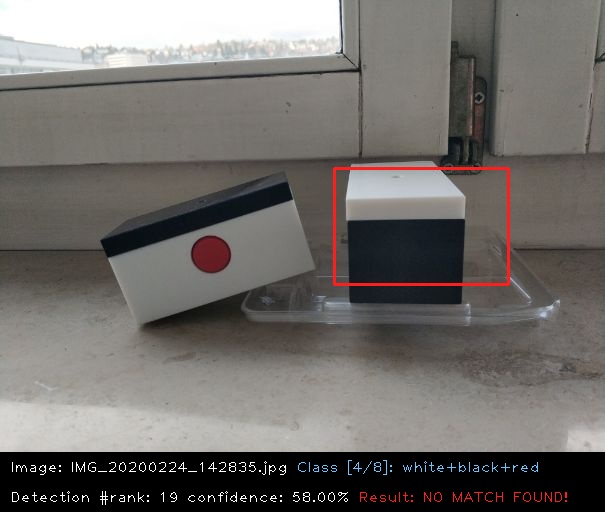 Image: IMG_20200224_142835.jpg Class [4/8]: white+black+red
Detection #rank: 19 confidence: 58.00% Result: NO MATCH FOUND!